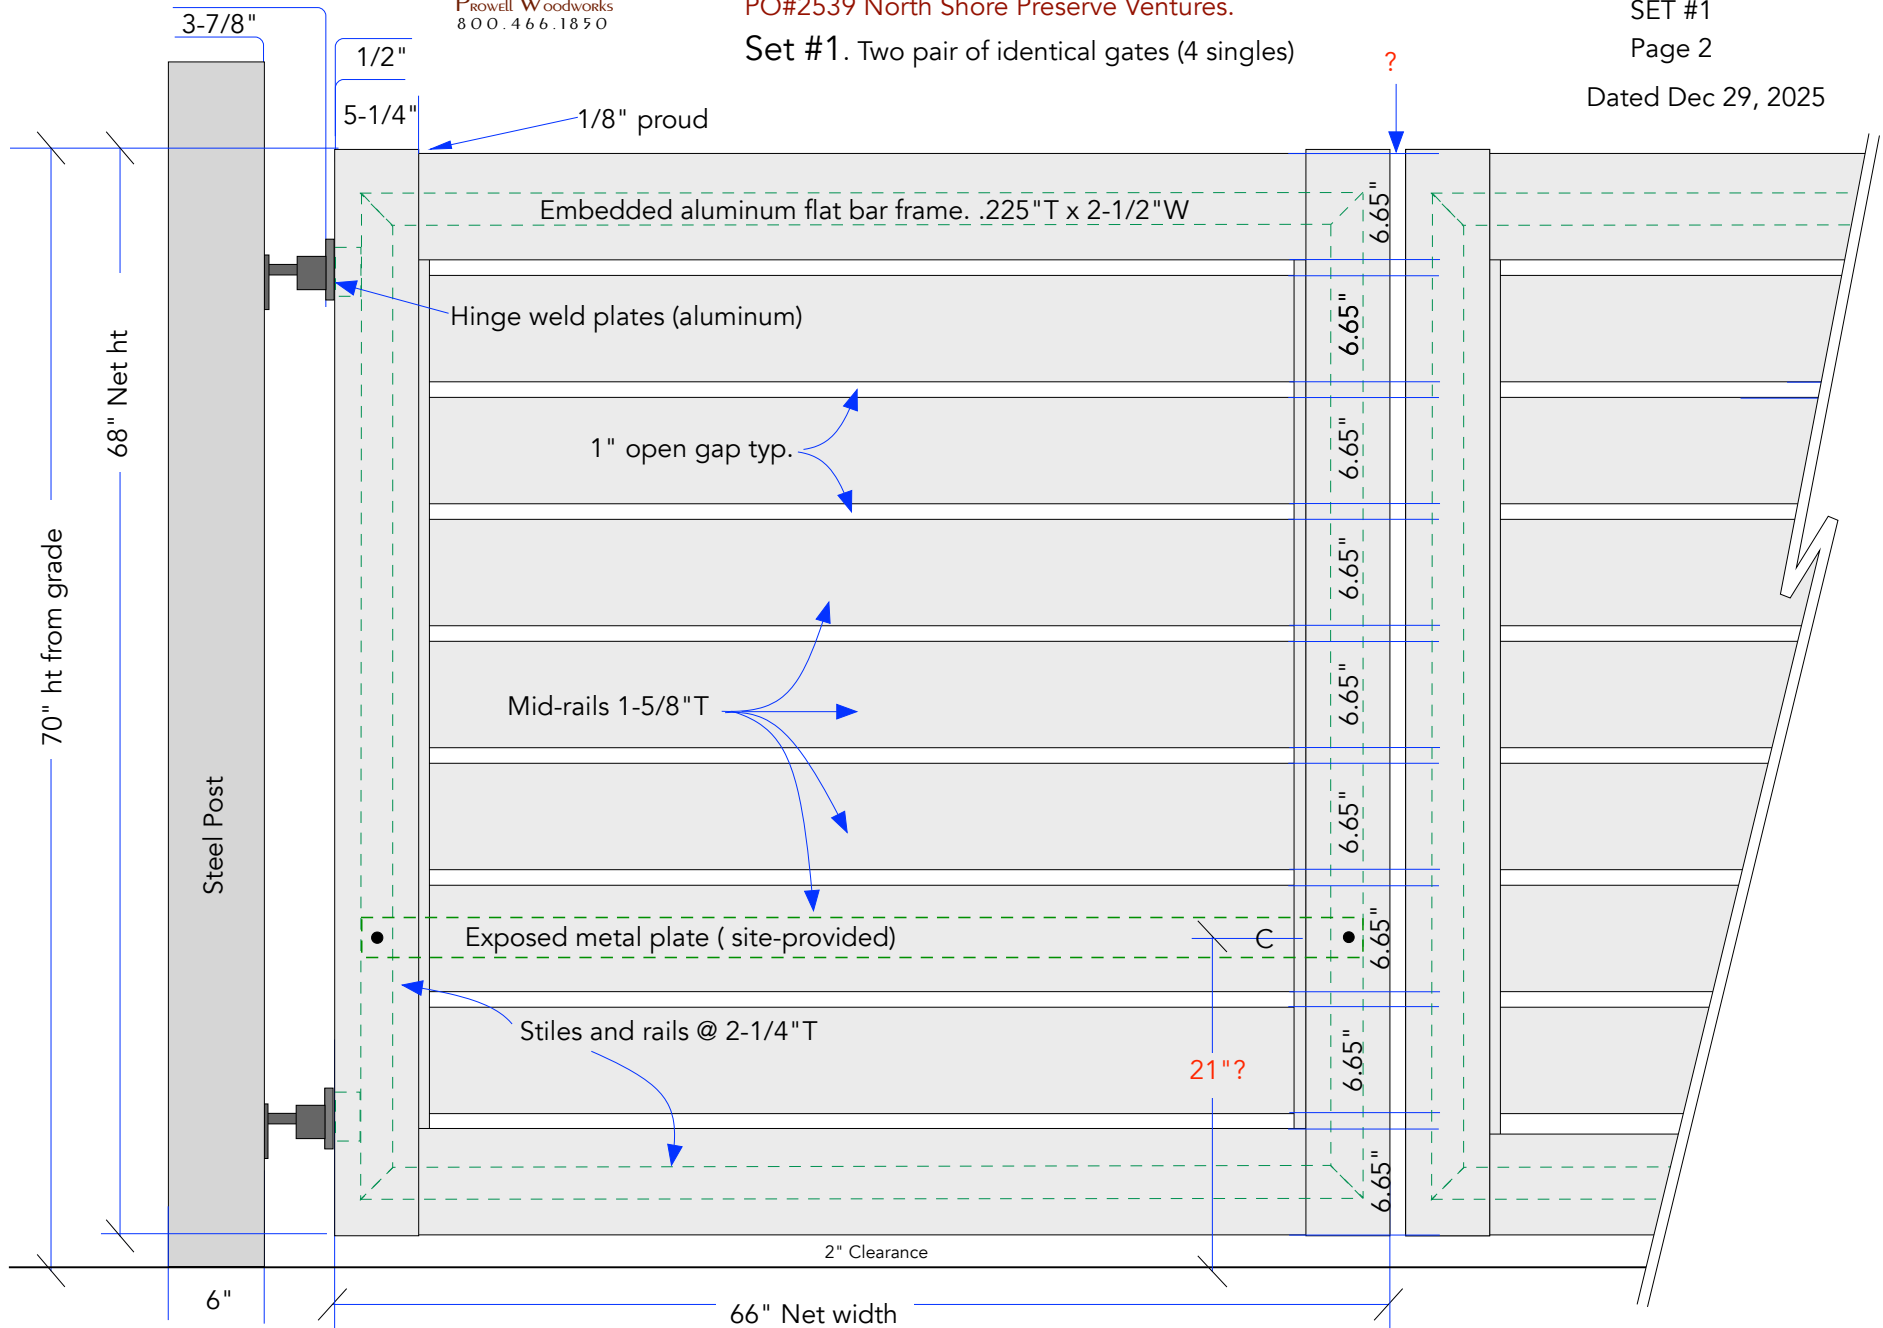 Prowell Woodworks
800.466.1850
PO#2539 North Shore Preserve Ventures.
Set #1. Two pair of identical gates (4 singles)
SET #1
Page 2
Dated Dec 29, 2025
3-7/8"
1/2"
5-1/4"
1/8" proud
?
Embedded aluminum flat bar frame. .225"T x 2-1/2"W
6.65"
Hinge weld plates (aluminum)
6.65"
68" Net ht
1" open gap typ.
6.65"
6.65"
70" ht from grade
Mid-rails 1-5/8"T
6.65"
Steel Post
6.65"
Exposed metal plate ( site-provided)
C
6.65"
Stiles and rails @ 2-1/4"T
21"?
6.65"
6.65"
2" Clearance
6"
66" Net width